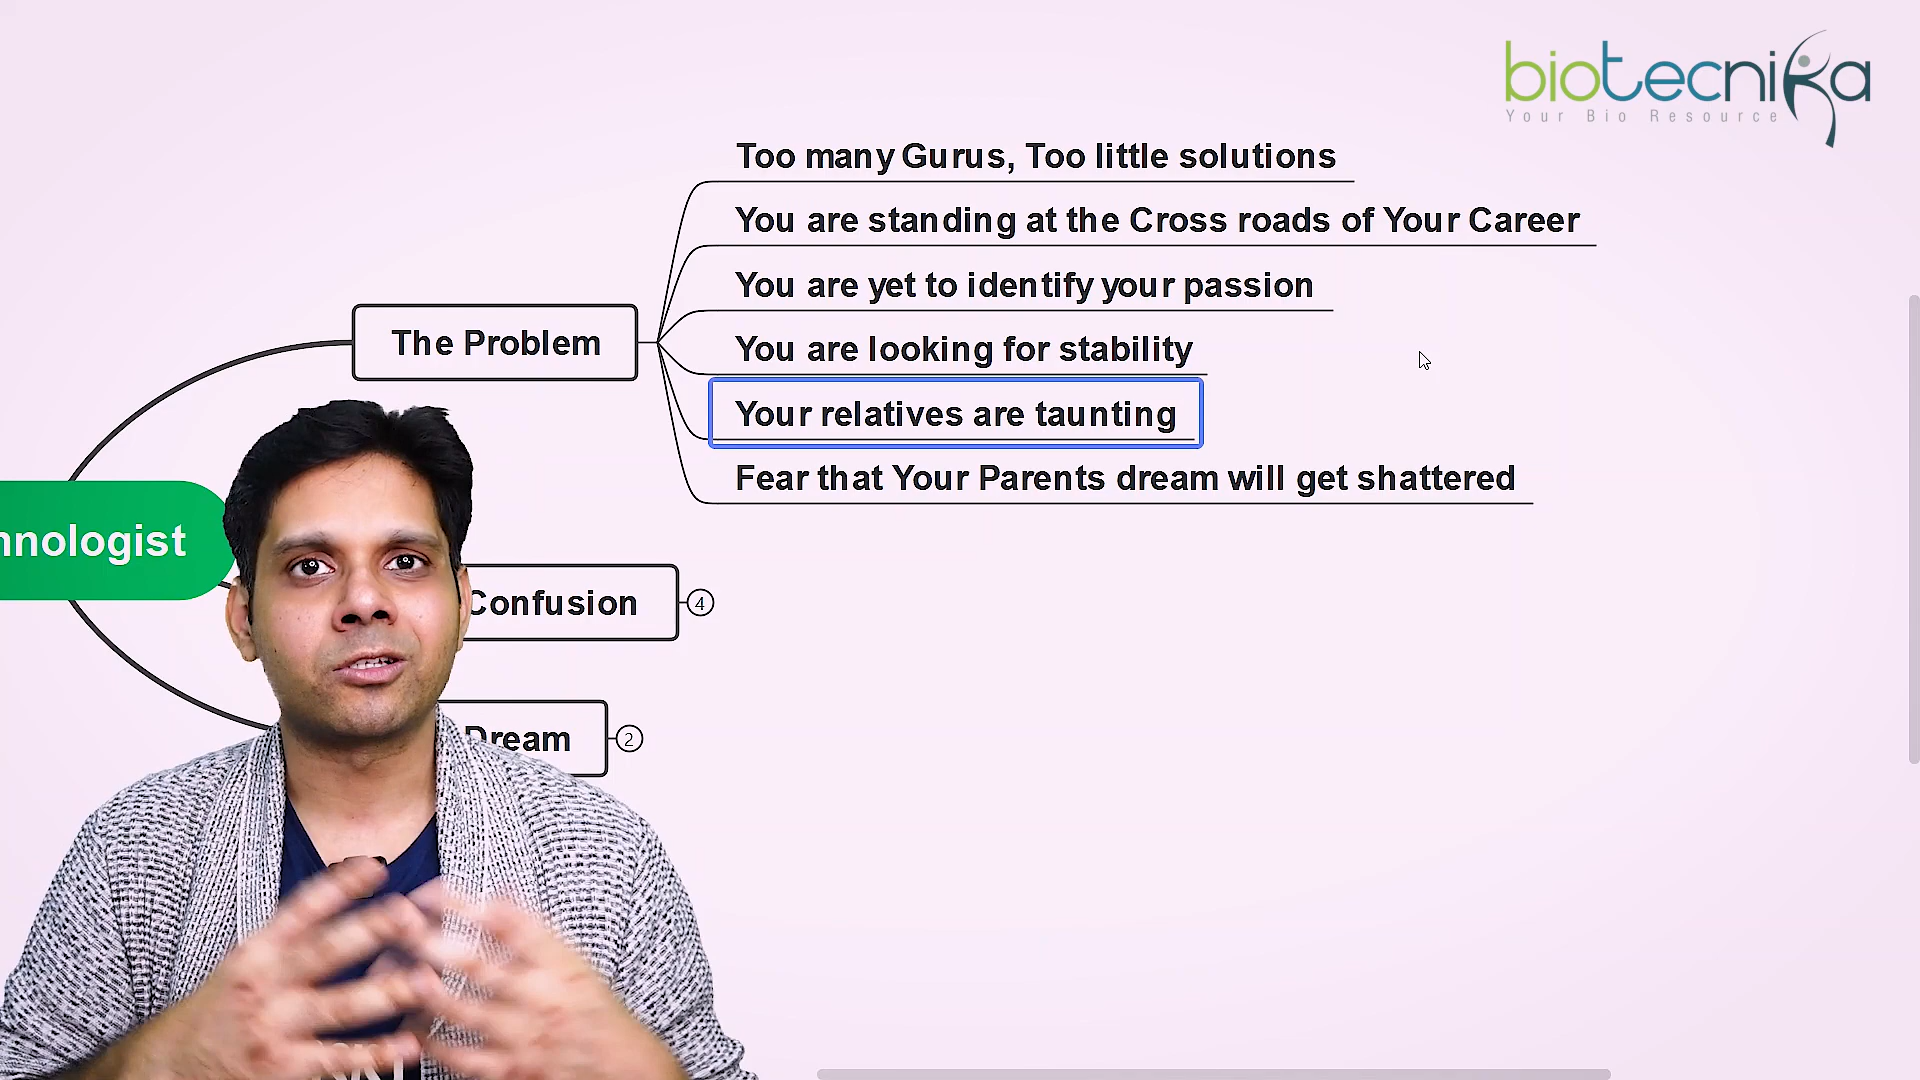 biotecnika
Your Bio Resource
Too many Gurus, Too little solutions
You are standing at the Cross roads of Your Career
You are yet to identify your passion
You are looking for stability
Your relatives are taunting
Fear that Your Parents dream will get shattered
The Problem
hnologist
Confusion
4
Dream
2